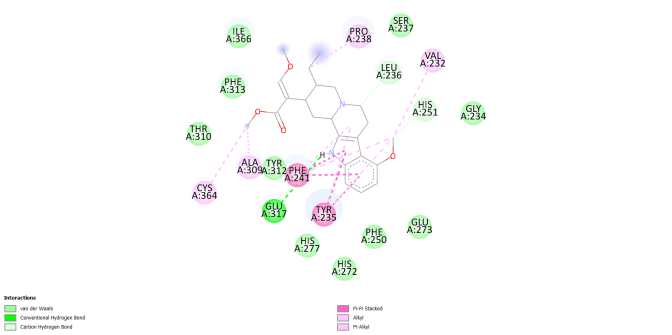 ILE
A:366
PRO
A:238
SER
A:237
VAL
A:232
LEU
A:236
PHE
A:313
HIS
A:251
GLY
A:234
THR
A:310
O
O
O
N
N
H
O
ALA
A:309
TYR
A:312
PHE
A:241
CYS
A:364
GLU
A:317
TYR
A:235
GLU
A:273
PHE
A:250
HIS
A:277
HIS
A:272
Interactions
van der Waals
Conventional Hydrogen Bond
Carbon Hydrogen Bond
Pi-Pi Stacked
Alkyl
Pi-Alkyl